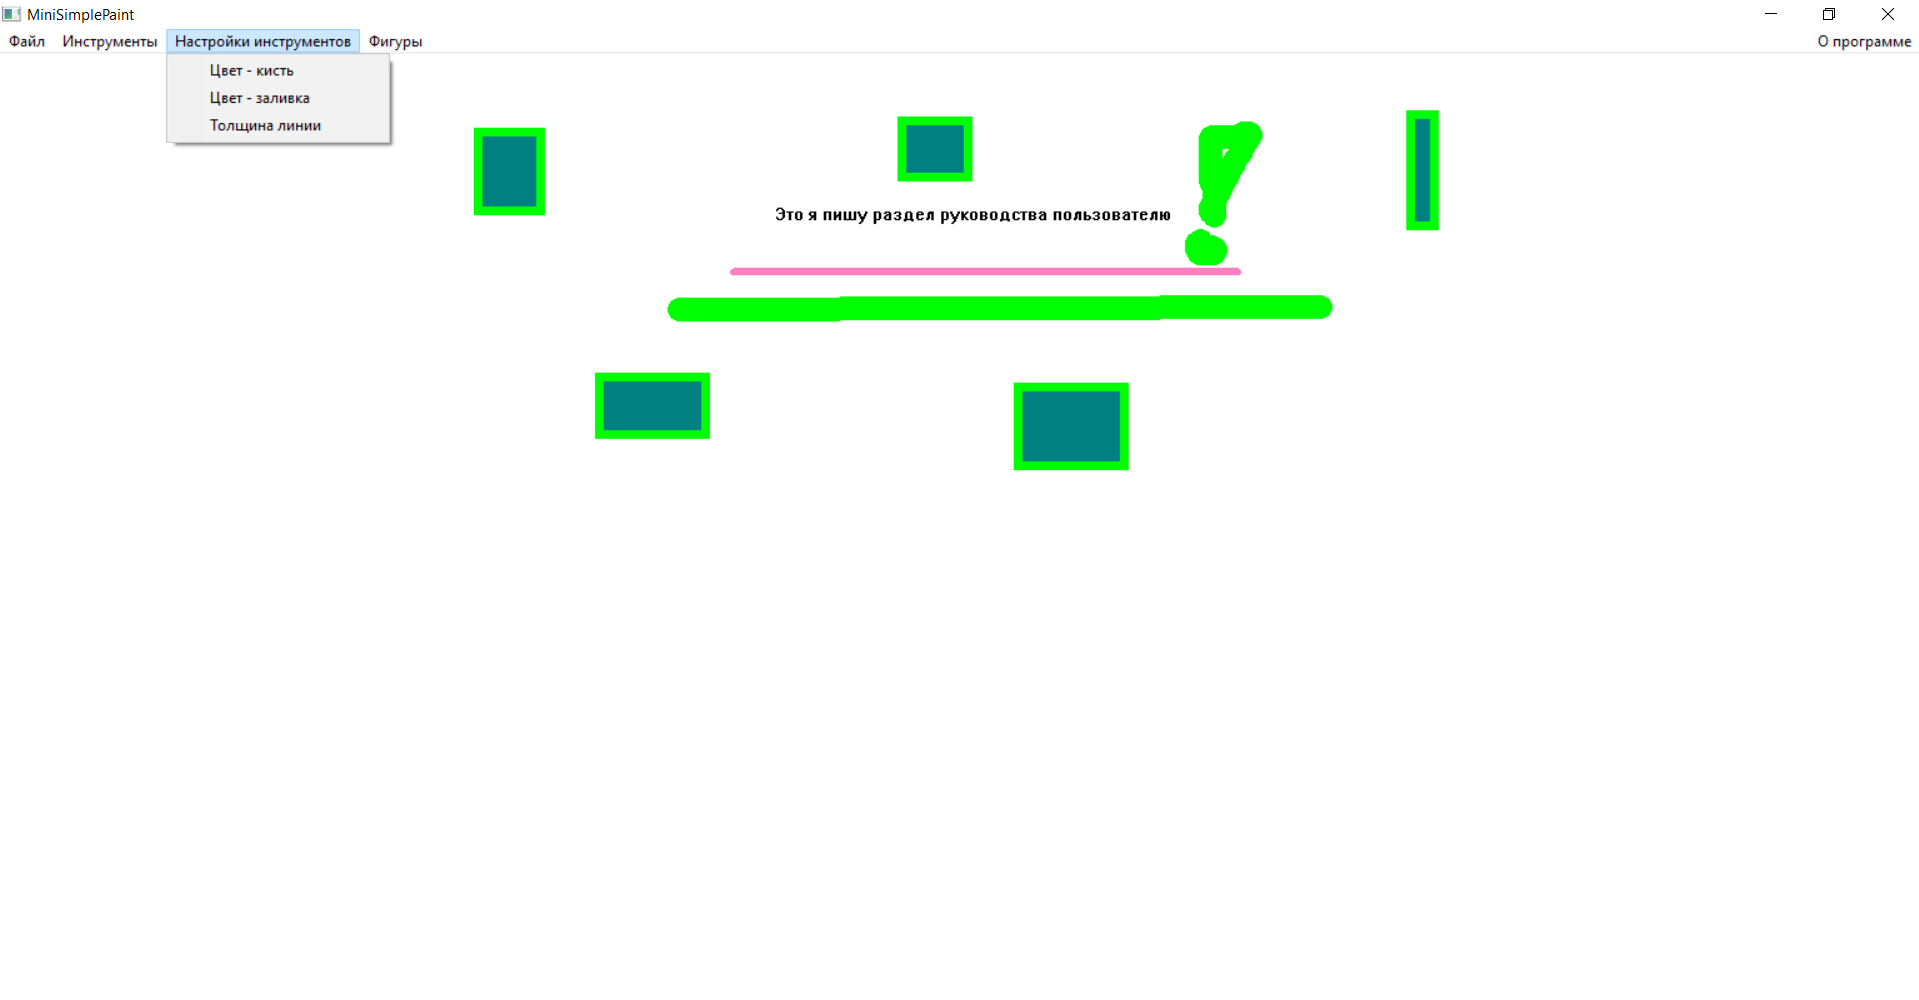 MiniSimplePaint
Файл Инструменты Настройки инструментов Фигуры О программе
Цвет - кисть
Цвет - заливка
Толщина линии
Это я пишу раздел руководства пользователю
!